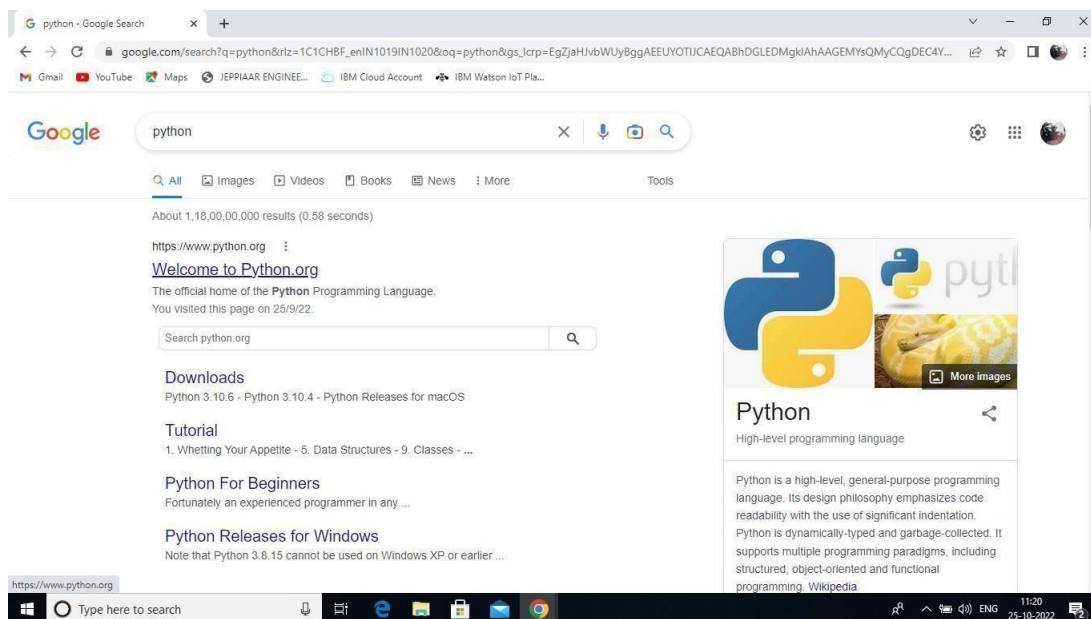 python - Google Search
google.com/search?q=python&rlz=1C1CHBF_enIN1019IN1020&oq=python&gs_lcrp=EgZjaHJvbWUyBggAEEUYOTIJCAEQABhDGLEDMgkIAhAAGEMYsQMyCQgDEC4Y...
Gmail YouTube Maps JEPPIAAR ENGINEE... IBM Cloud Account IBM Watson IoT Pla...
Google python
All Images Videos Books News More Tools
About 1,18,00,00,000 results (0.58 seconds)
https://www.python.org
Welcome to Python.org
The official home of the Python Programming Language.
You visited this page on 25/9/22.
Search python.org
Downloads
Python 3.10.6 - Python 3.10.4 - Python Releases for macOS
Tutorial
1. Whetting Your Appetite - 5. Data Structures - 9. Classes - ...
Python For Beginners
Fortunately an experienced programmer in any ...
Python Releases for Windows
Note that Python 3.8.15 cannot be used on Windows XP or earlier ...
pytl
More images
Python
High-level programming language
Python is a high-level, general-purpose programming
language. Its design philosophy emphasizes code
readability with the use of significant indentation.
Python is dynamically-typed and garbage-collected. It
supports multiple programming paradigms, including
structured, object-oriented and functional
programming. Wikipedia
https://www.python.org
Type here to search
ENG
11:20
25-10-2022
2